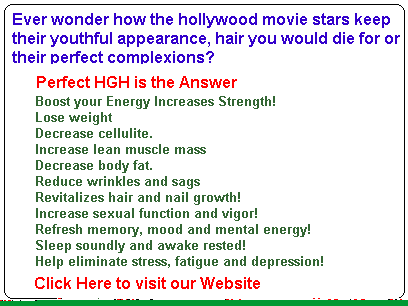 Ever wonder how the hollywood movie stars keep
their youthful appearance, hair you would die for or
their perfect complexions?
Perfect HGH is the Answer
Boost your Energy Increases Strength!
Lose weight
Decrease cellulite.
Increase lean muscle mass
Decrease body fat.
Reduce wrinkles and sags
Revitalizes hair and nail growth!
Increase sexual function and vigor!
Refresh memory, mood and mental energy!
Sleep soundly and awake rested!
Help eliminate stress, fatigue and depression!
Click Here to visit our Website